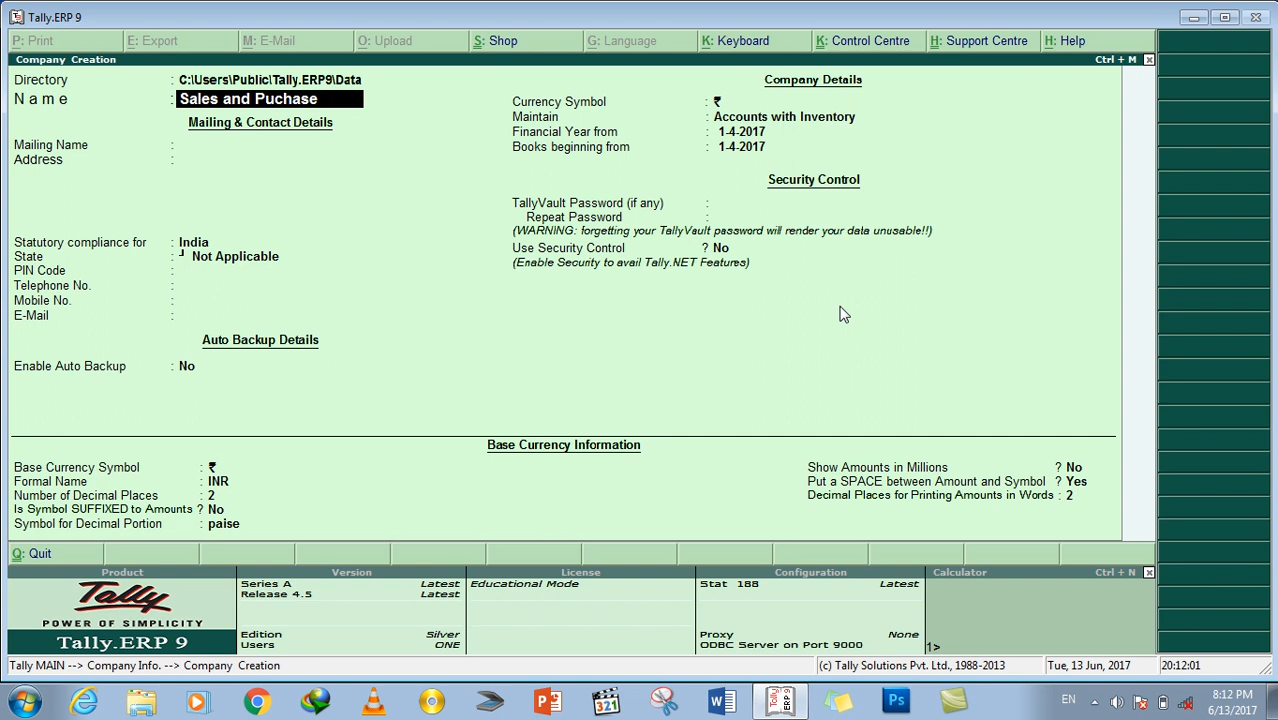 Tally.ERP 9
P: Print E: Export M: E-Mail O: Upload S: Shop G: Language K: Keyboard K: Control Centre H: Support Centre H: Help
Company Creation Ctrl + M
Directory : C:\Users\Public\Tally.ERP9\Data
Name : Sales and Puchase
Mailing & Contact Details
Mailing Name :
Address :
Statutory compliance for : India
State : ┘ Not Applicable
PIN Code :
Telephone No. :
Mobile No. :
E-Mail :
Auto Backup Details
Enable Auto Backup : No
Company Details
Currency Symbol : ₹
Maintain : Accounts with Inventory
Financial Year from : 1-4-2017
Books beginning from : 1-4-2017
Security Control
TallyVault Password (if any) :
Repeat Password :
(WARNING: forgetting your TallyVault password will render your data unusable!!)
Use Security Control ? No
(Enable Security to avail Tally.NET Features)
Base Currency Information
Base Currency Symbol : ₹
Formal Name : INR
Number of Decimal Places : 2
Is Symbol SUFFIXED to Amounts ? No
Symbol for Decimal Portion : paise
Show Amounts in Millions ? No
Put a SPACE between Amount and Symbol ? Yes
Decimal Places for Printing Amounts in Words : 2
Q: Quit
Product Version License Configuration Calculator Ctrl + N
Tally
POWER OF SIMPLICITY
Tally.ERP 9
Series A Latest
Release 4.5 Latest
Edition Silver
Users ONE
Educational Mode
Stat 188 Latest
Proxy None
ODBC Server on Port 9000
1>
Tally MAIN --> Company Info. --> Company Creation (c) Tally Solutions Pvt. Ltd., 1988-2013 Tue, 13 Jun, 2017 20:12:01
EN 8:12 PM
6/13/2017